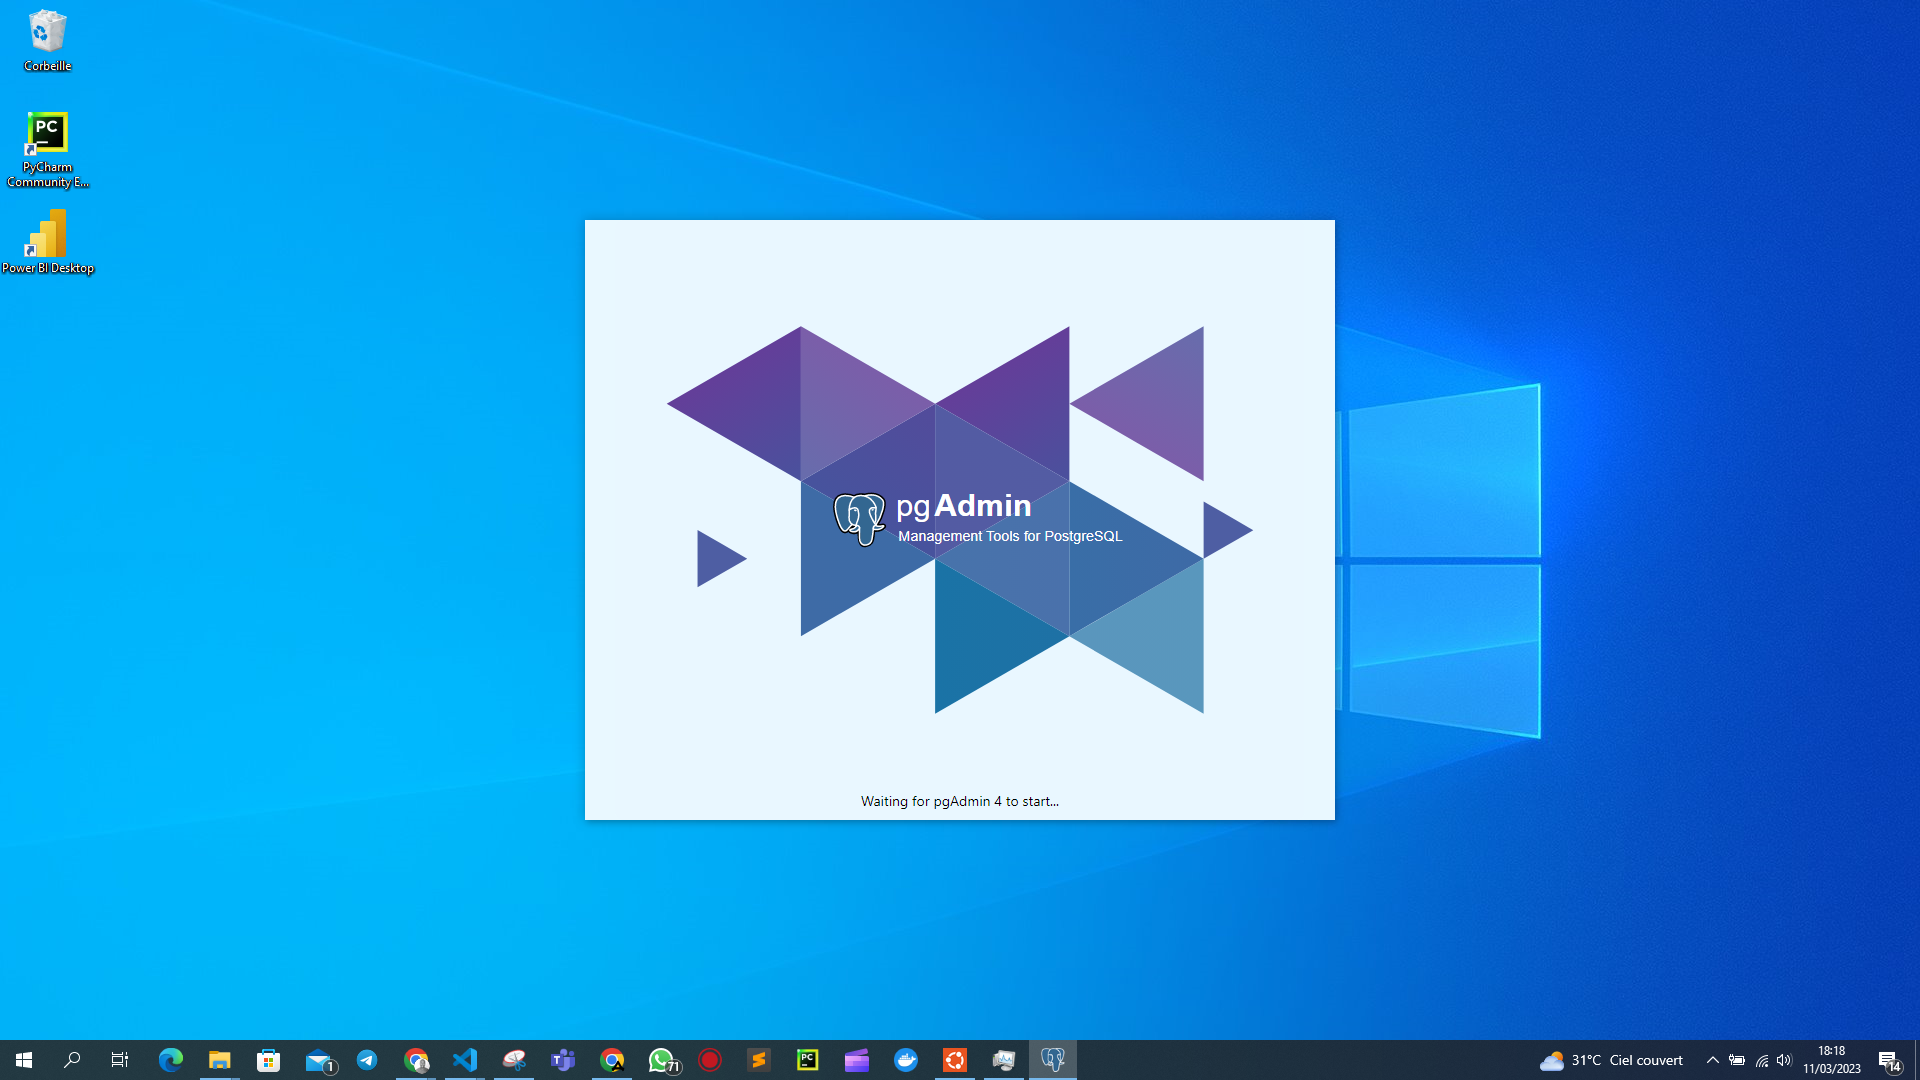 Corbeille
PC
PyCharm
Community E...
Power BI Desktop
pgAdmin
Management Tools for PostgreSQL
Waiting for pgAdmin 4 to start...
1
71
PC
31°C Ciel couvert
18:18
11/03/2023
14